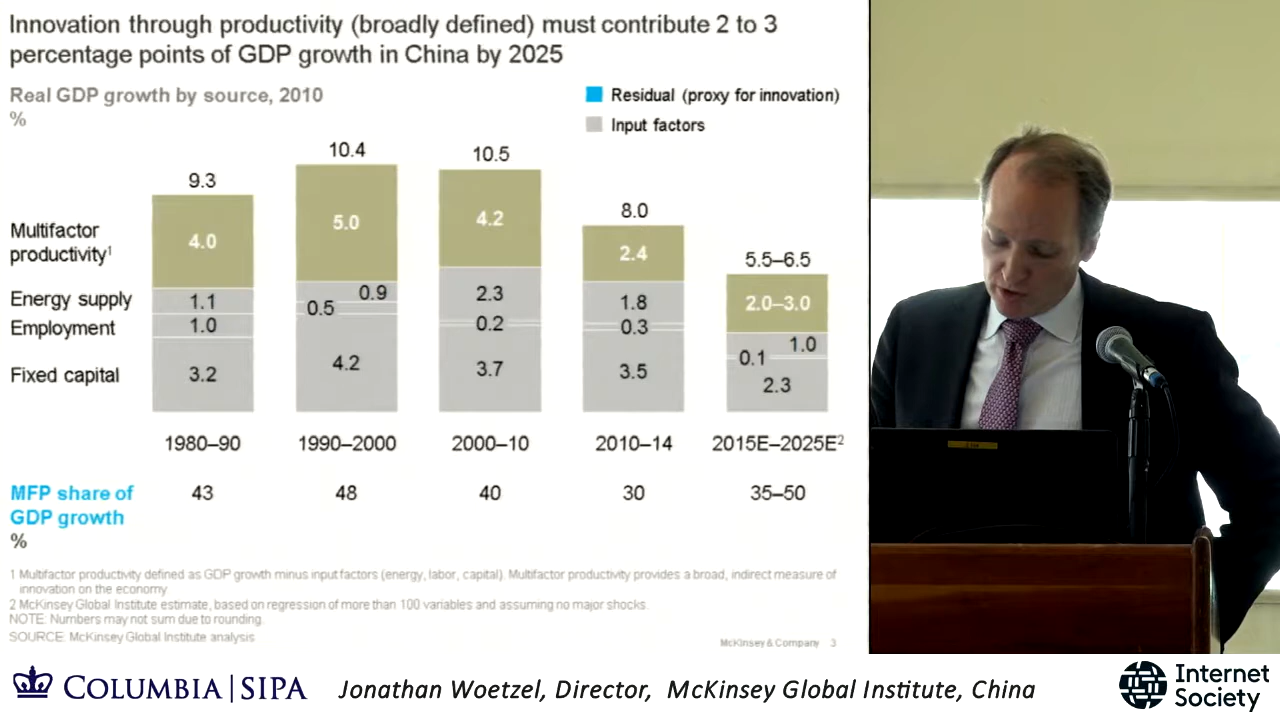 Innovation through productivity (broadly defined) must contribute 2 to 3
percentage points of GDP growth in China by 2025
Real GDP growth by source, 2010
%
Residual (proxy for innovation)
Input factors
9.3
10.4
10.5
8.0
5.5–6.5
Multifactor
productivity¹
4.0
5.0
4.2
2.4
2.0–3.0
Energy supply
1.1
0.9
2.3
1.8
1.0
Employment
1.0
0.5
0.2
0.3
0.1
Fixed capital
3.2
4.2
3.7
3.5
2.3
1980–90
1990–2000
2000–10
2010–14
2015E–2025E²
MFP share of
GDP growth
%
43
48
40
30
35–50
1 Multifactor productivity defined as GDP growth minus input factors (energy, labor, capital). Multifactor productivity provides a broad, indirect measure of
innovation on the economy
2 McKinsey Global Institute estimate, based on regression of more than 100 variables and assuming no major shocks.
NOTE: Numbers may not sum due to rounding.
SOURCE: McKinsey Global Institute analysis
McKinsey & Company 3
COLUMBIA | SIPA
Jonathan Woetzel, Director, McKinsey Global Institute, China
Internet
Society